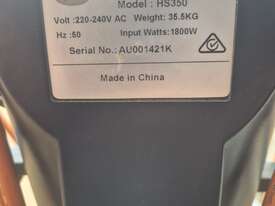 Model : HS350
Volt :220-240V AC Weight: 35.5KG
Hz :50 Input Watts:1800W
Serial No.: AU001421K
Made in China